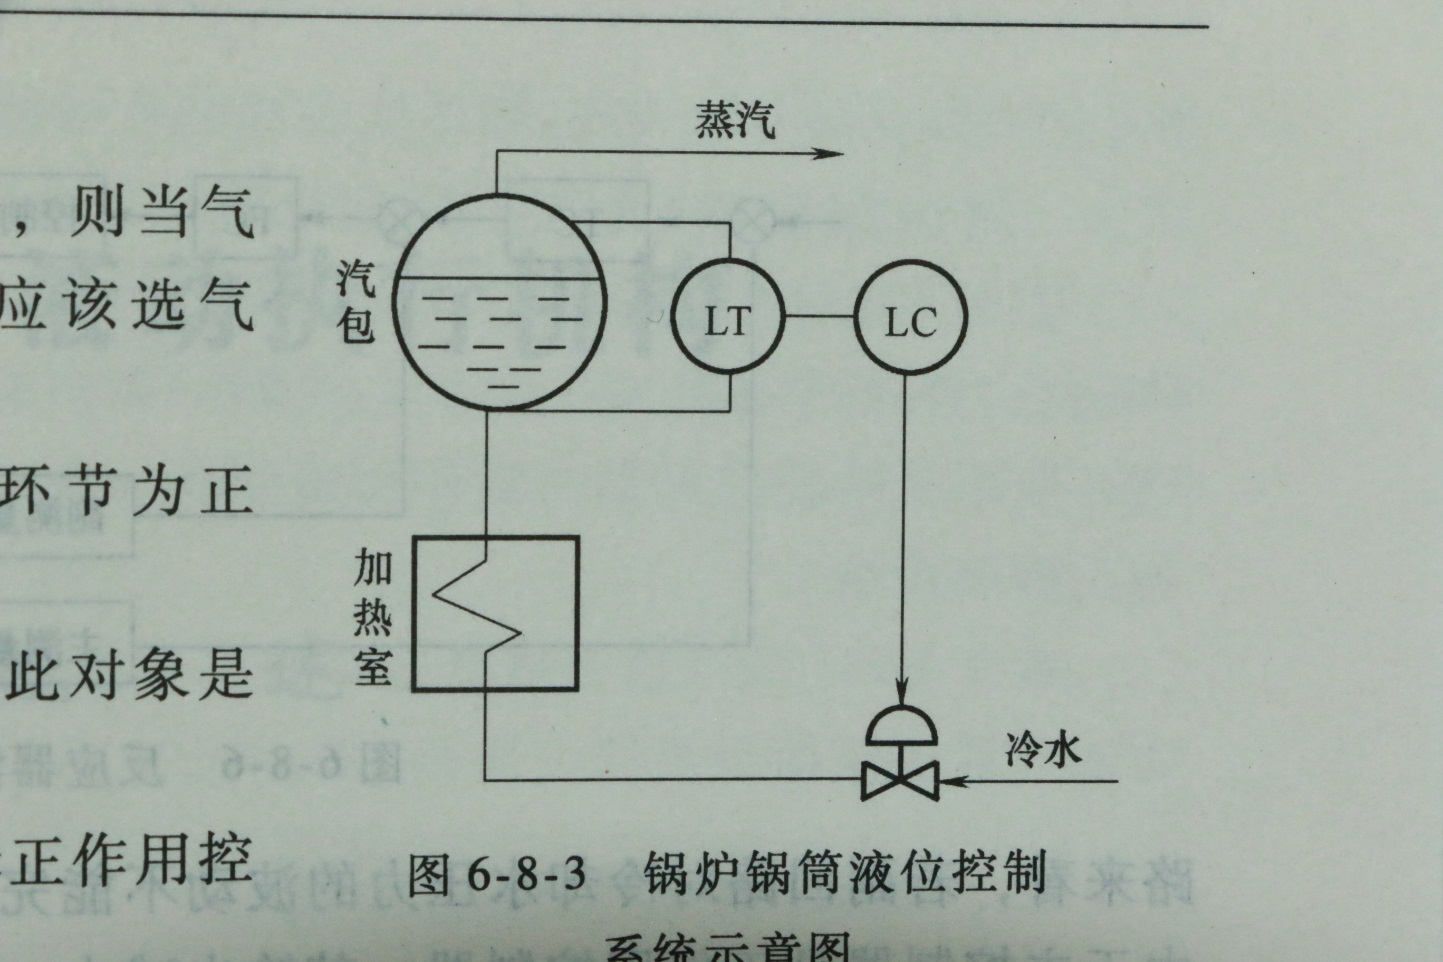 ，则当气
应该选气
环节为正
此对象是
正作用控
蒸汽
汽包
LT
LC
加热室
冷水
图 6-8-3 锅炉锅筒液位控制
系统示意图